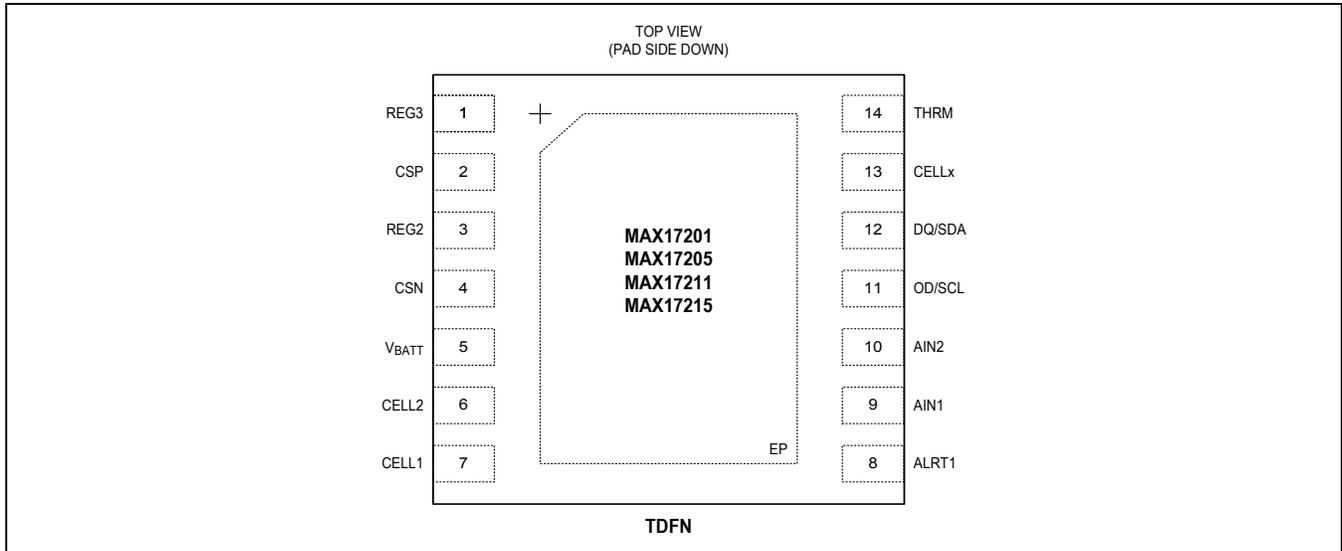 TOP VIEW
(PAD SIDE DOWN)
REG3 1 + 14 THRM
CSP 2 13 CELLx
REG2 3 MAX17201 12 DQ/SDA
MAX17205
CSN 4 MAX17211 11 OD/SCL
MAX17215
VBATT 5 10 AIN2
CELL2 6 9 AIN1
CELL1 7 EP 8 ALRT1
TDFN